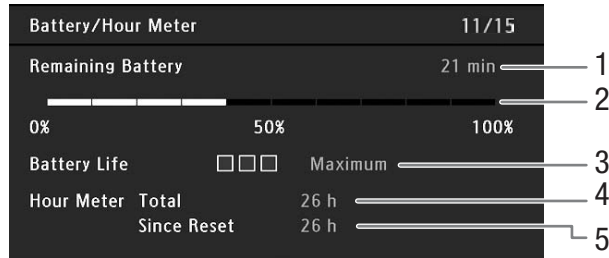 Battery/Hour Meter 11/15
Remaining Battery 21 min 1
2
0% 50% 100%
Battery Life Maximum 3
Hour Meter Total 26 h 4
Since Reset 26 h 5